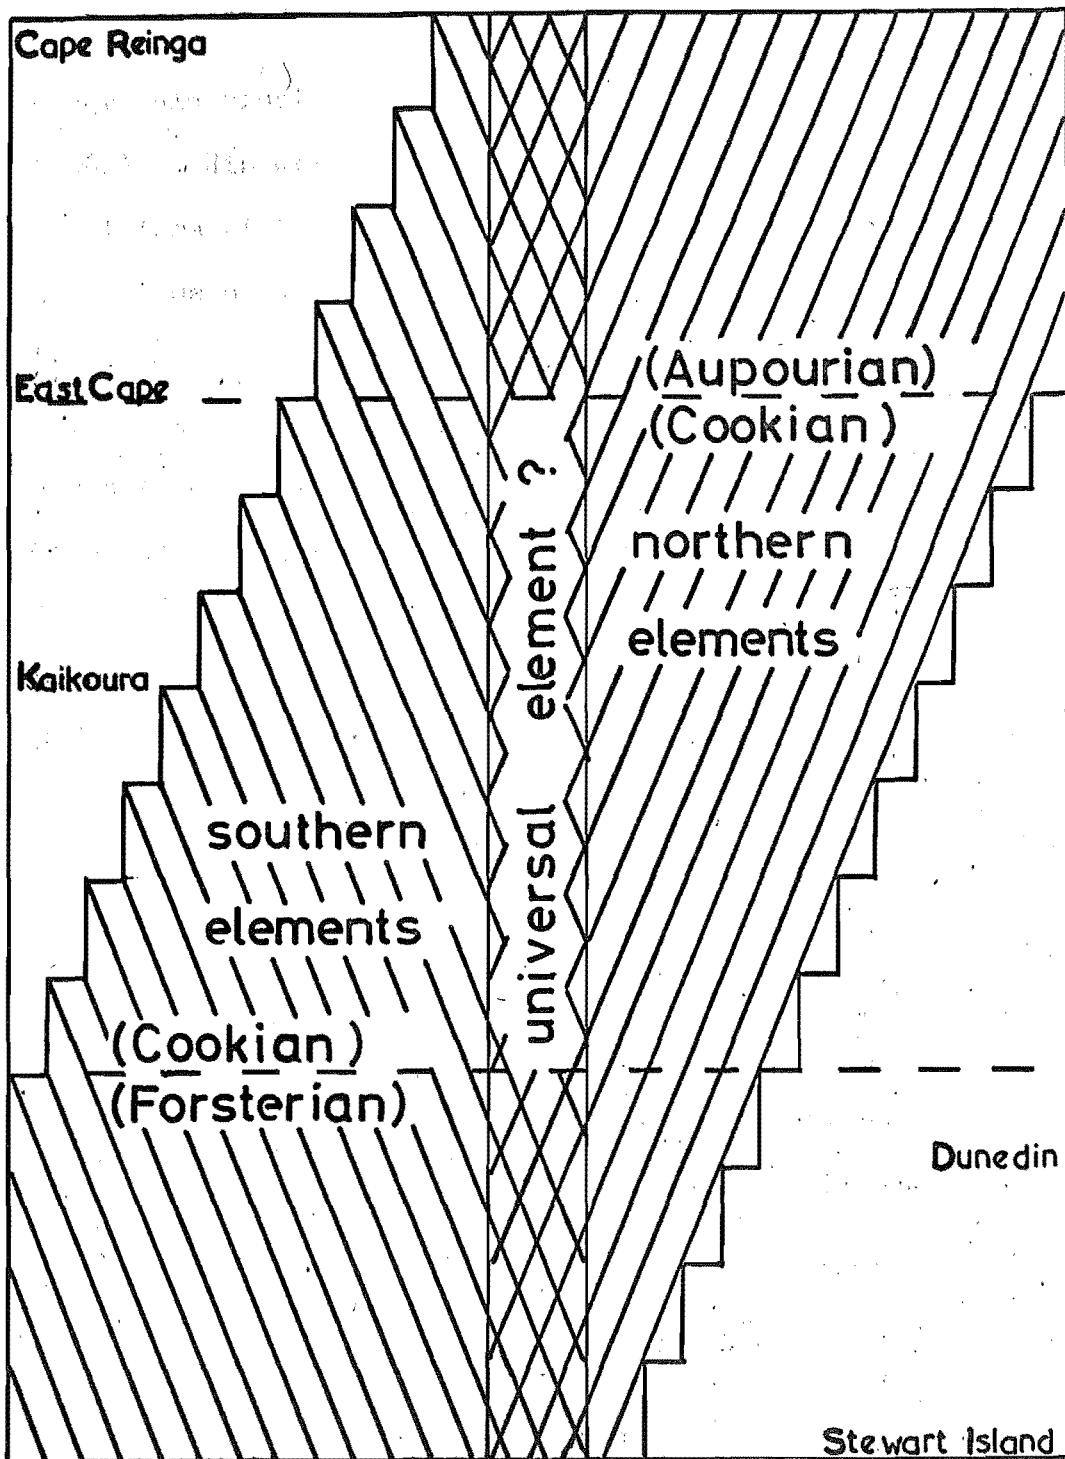 Cape Reinga
East Cape
(Aupourian)
(Cookian)
northern
elements
universal element ?
Kaikoura
southern
elements
(Cookian)
(Forsterian)
Dunedin
Stewart Island